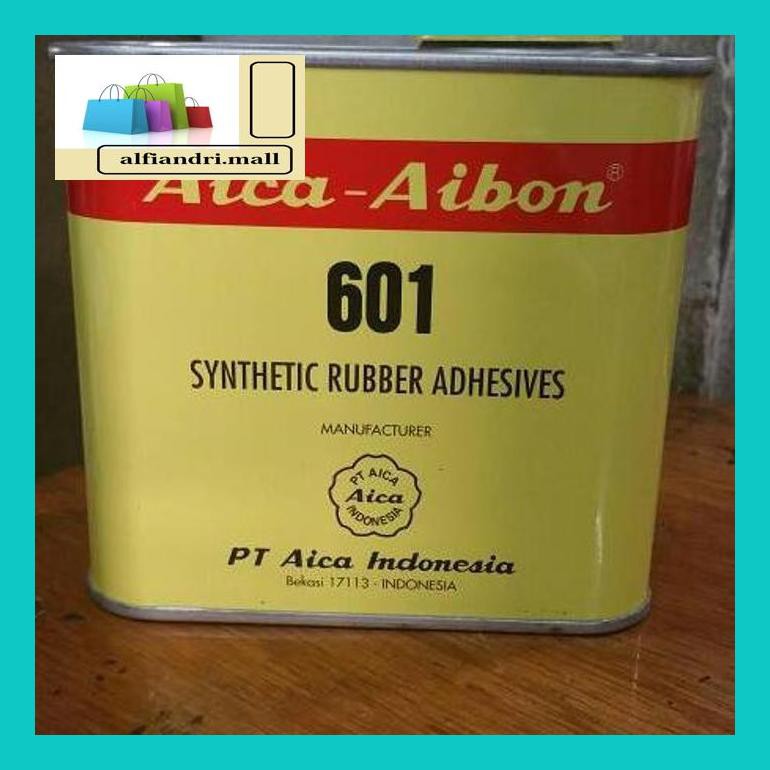 alfiandri.mall
Aica-Aibon®
601
SYNTHETIC RUBBER ADHESIVES
MANUFACTURER
PT AICA
Aica
INDONESIA
PT Aica Indonesia
Bekasi 17113 - INDONESIA